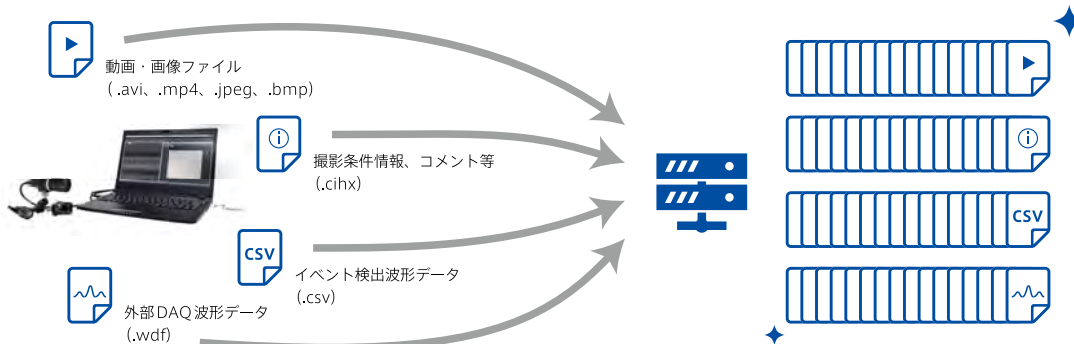 動画・画像ファイル
（.avi、.mp4、.jpeg、.bmp）
撮影条件情報、コメント等
（.cihx）
CSV
イベント検出波形データ
（.csv）
外部DAQ波形データ
（.wdf）
CSV